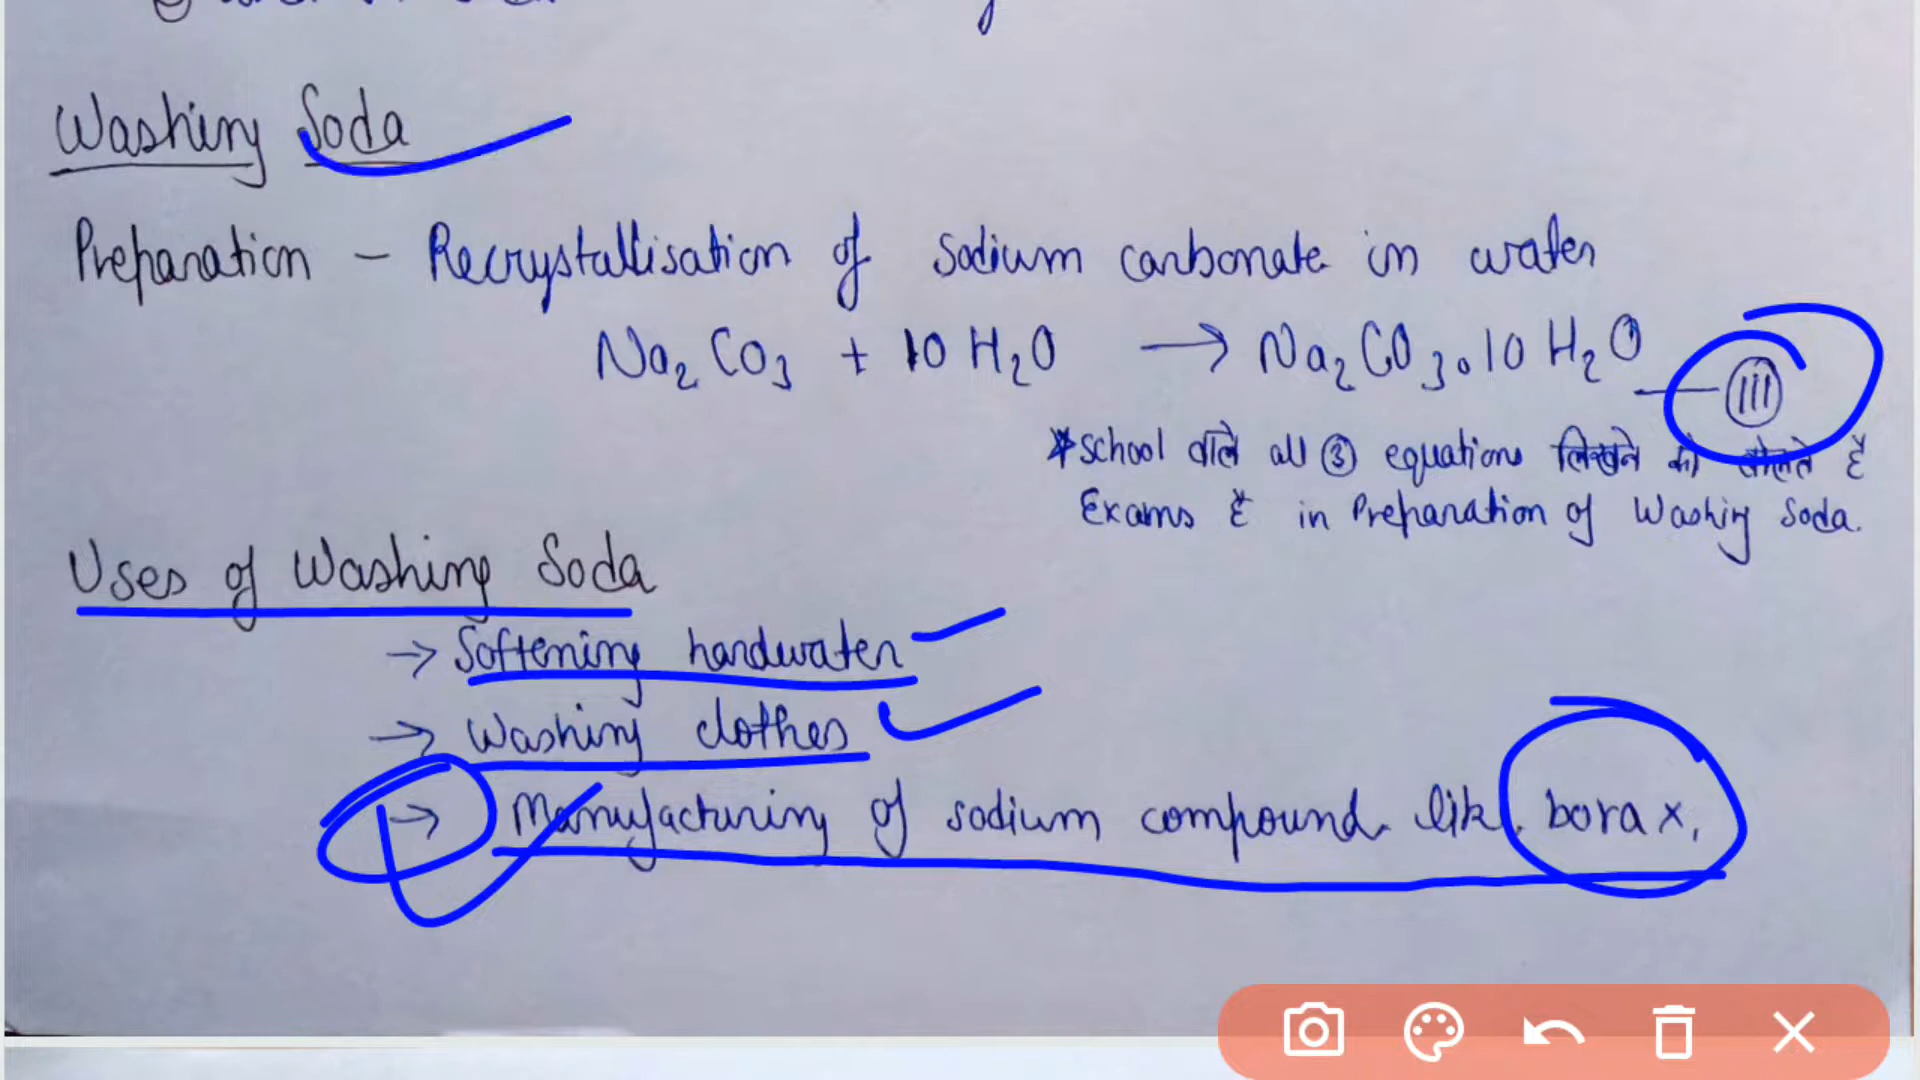 Washing Soda
Preparation – Recrystallisation of sodium carbonate in water
Na₂CO₃ + 10 H₂O → Na₂CO₃.10 H₂O — (III)
*School वाले all ③ equations लिखने को बोलते हैं
Exams में in Preparation of Washing Soda.
Uses of Washing Soda
→ Softening hardwater
→ Washing clothes
→ Manufacturing of sodium compound like borax,